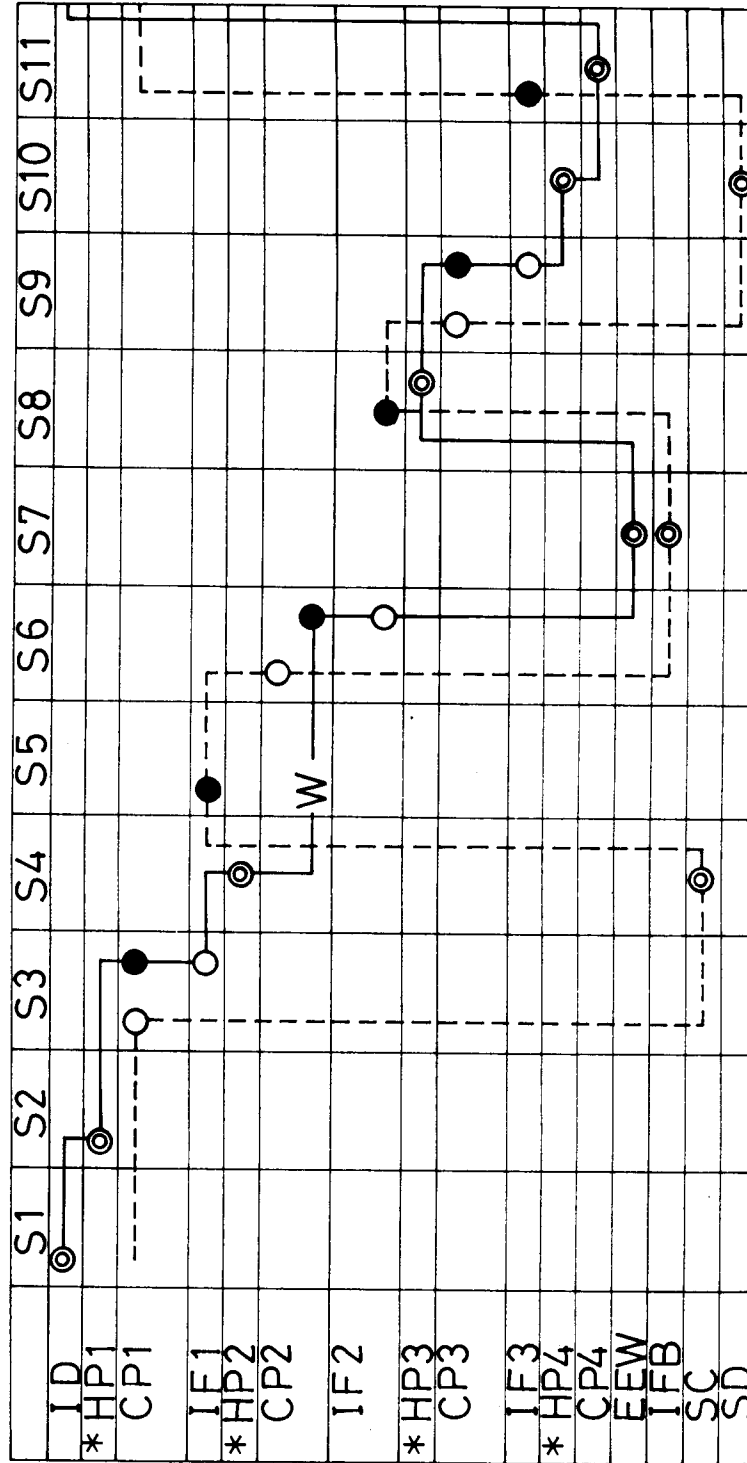 S1 S2 S3 S4 S5 S6 S7 S8 S9 S10 S11
ID
*HP1
CP1
IF1
*HP2
CP2
W
IF2
*HP3
CP3
IF3
*HP4
CP4
EEW
IFB
SC
SD